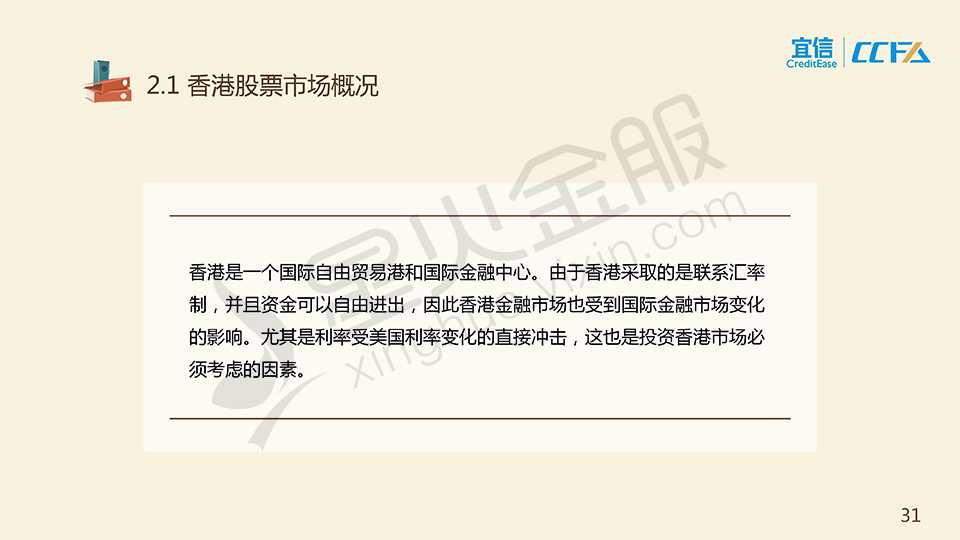 宜信
CreditEase
CCFA
2.1 香港股票市场概况
星火金服
xinghuo.yixin.com
香港是一个国际自由贸易港和国际金融中心。由于香港采取的是联系汇率
制，并且资金可以自由进出，因此香港金融市场也受到国际金融市场变化
的影响。尤其是利率受美国利率变化的直接冲击，这也是投资香港市场必
须考虑的因素。
31